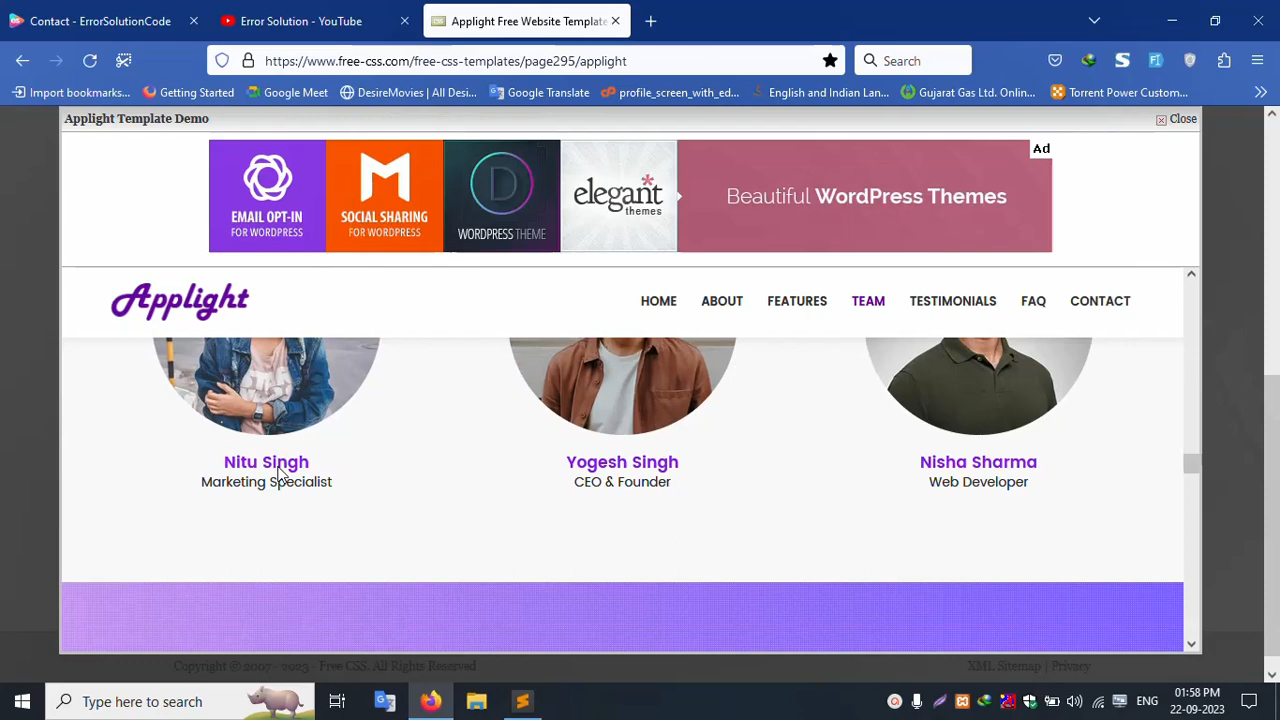 Contact - ErrorSolutionCode
Error Solution - YouTube
Applight Free Website Template
https://www.free-css.com/free-css-templates/page295/applight
Search
Import bookmarks...
Getting Started
Google Meet
DesireMovies | All Desi...
Google Translate
profile_screen_with_ed...
English and Indian Lan...
Gujarat Gas Ltd. Onlin...
Torrent Power Custom...
Applight Template Demo
Close
EMAIL OPT-IN
FOR WORDPRESS
SOCIAL SHARING
FOR WORDPRESS
D
WORDPRESS THEME
elegant
themes
Beautiful WordPress Themes
Ad
Applight
HOME
ABOUT
FEATURES
TEAM
TESTIMONIALS
FAQ
CONTACT
Nitu Singh
Marketing Specialist
Yogesh Singh
CEO & Founder
Nisha Sharma
Web Developer
Copyright © 2007 - 2023 - Free CSS. All Rights Reserved
XML Sitemap | Privacy
Type here to search
ENG
01:58 PM
22-09-2023